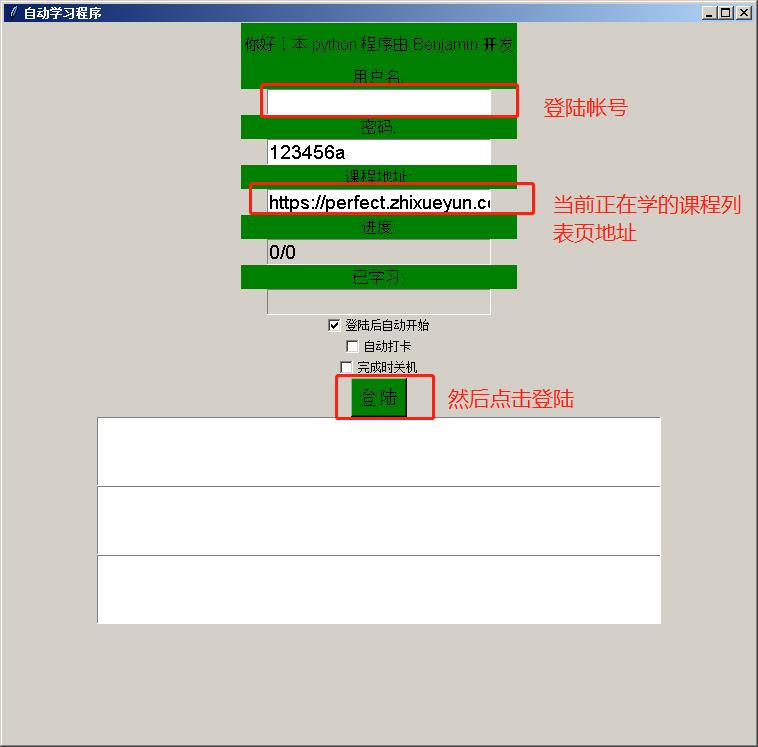 自动学习程序
你好！本 python 程序由 Benjamin 开发
用户名:
登陆帐号
密码:
123456a
课程地址:
https://perfect.zhixueyun.co
当前正在学的课程列
表页地址
进度:
0/0
已学习:
登陆后自动开始
自动打卡
完成时关机
登陆
然后点击登陆